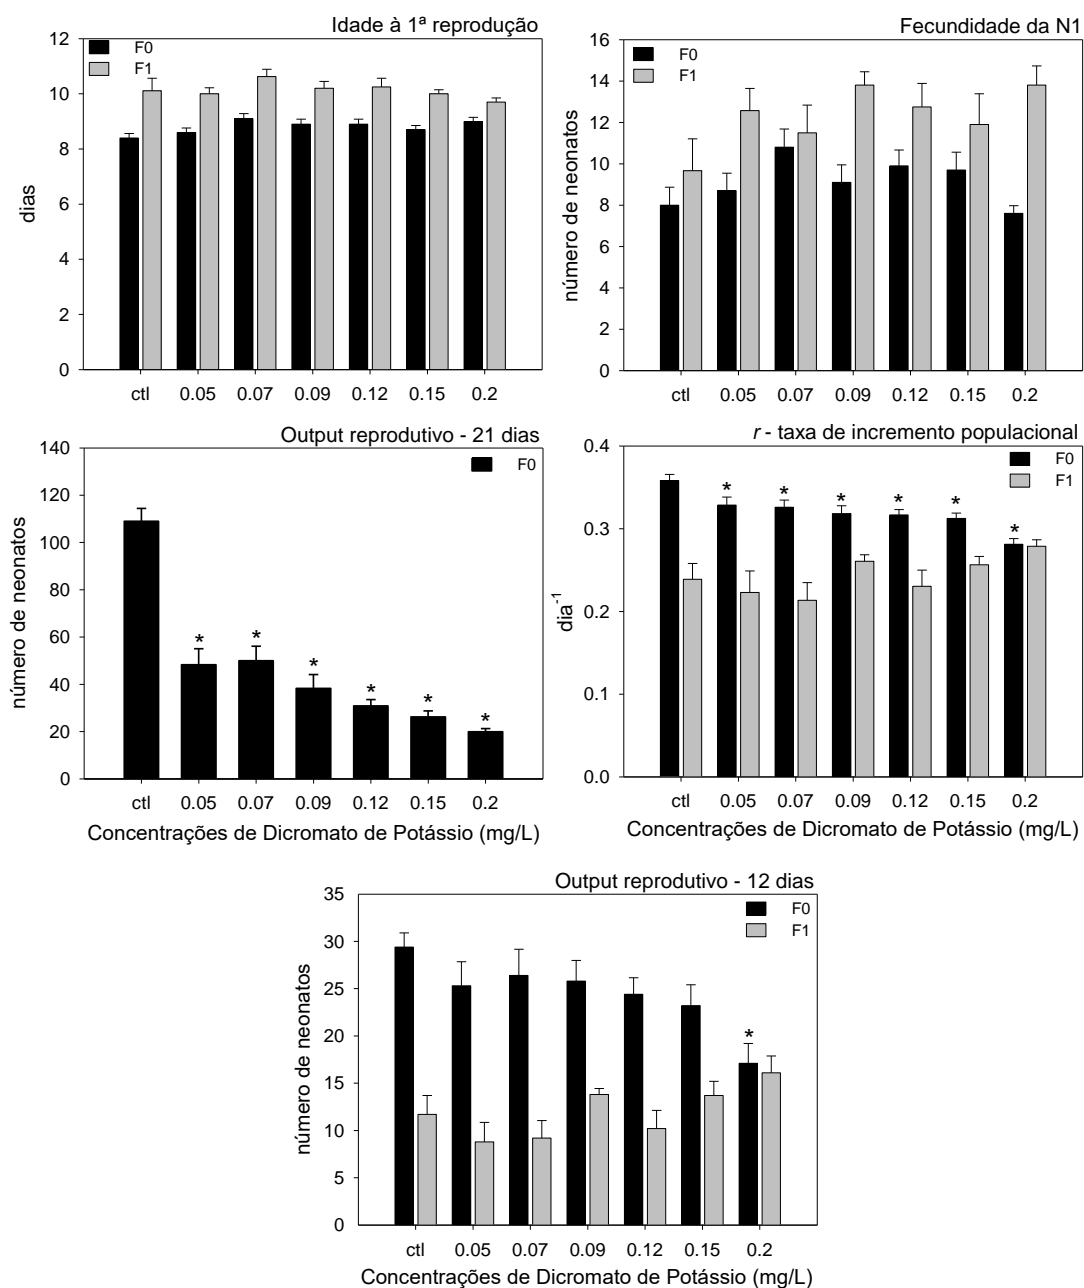 Idade à 1ª reprodução
12
10
8
6
4
2
0
dias
F0
F1
ctl 0.05 0.07 0.09 0.12 0.15 0.2
Fecundidade da N1
16
14
12
10
8
6
4
2
0
número de neonatos
F0
F1
ctl 0.05 0.07 0.09 0.12 0.15 0.2
Output reprodutivo - 21 dias
140
120
100
80
60
40
20
0
número de neonatos
F0
* * * * * *
ctl 0.05 0.07 0.09 0.12 0.15 0.2
Concentrações de Dicromato de Potássio (mg/L)
r - taxa de incremento populacional
0.4
0.3
0.2
0.1
0.0
dia⁻¹
F0
F1
* * * * * *
ctl 0.05 0.07 0.09 0.12 0.15 0.2
Concentrações de Dicromato de Potássio (mg/L)
Output reprodutivo - 12 dias
35
30
25
20
15
10
5
0
número de neonatos
F0
F1
*
ctl 0.05 0.07 0.09 0.12 0.15 0.2
Concentrações de Dicromato de Potássio (mg/L)